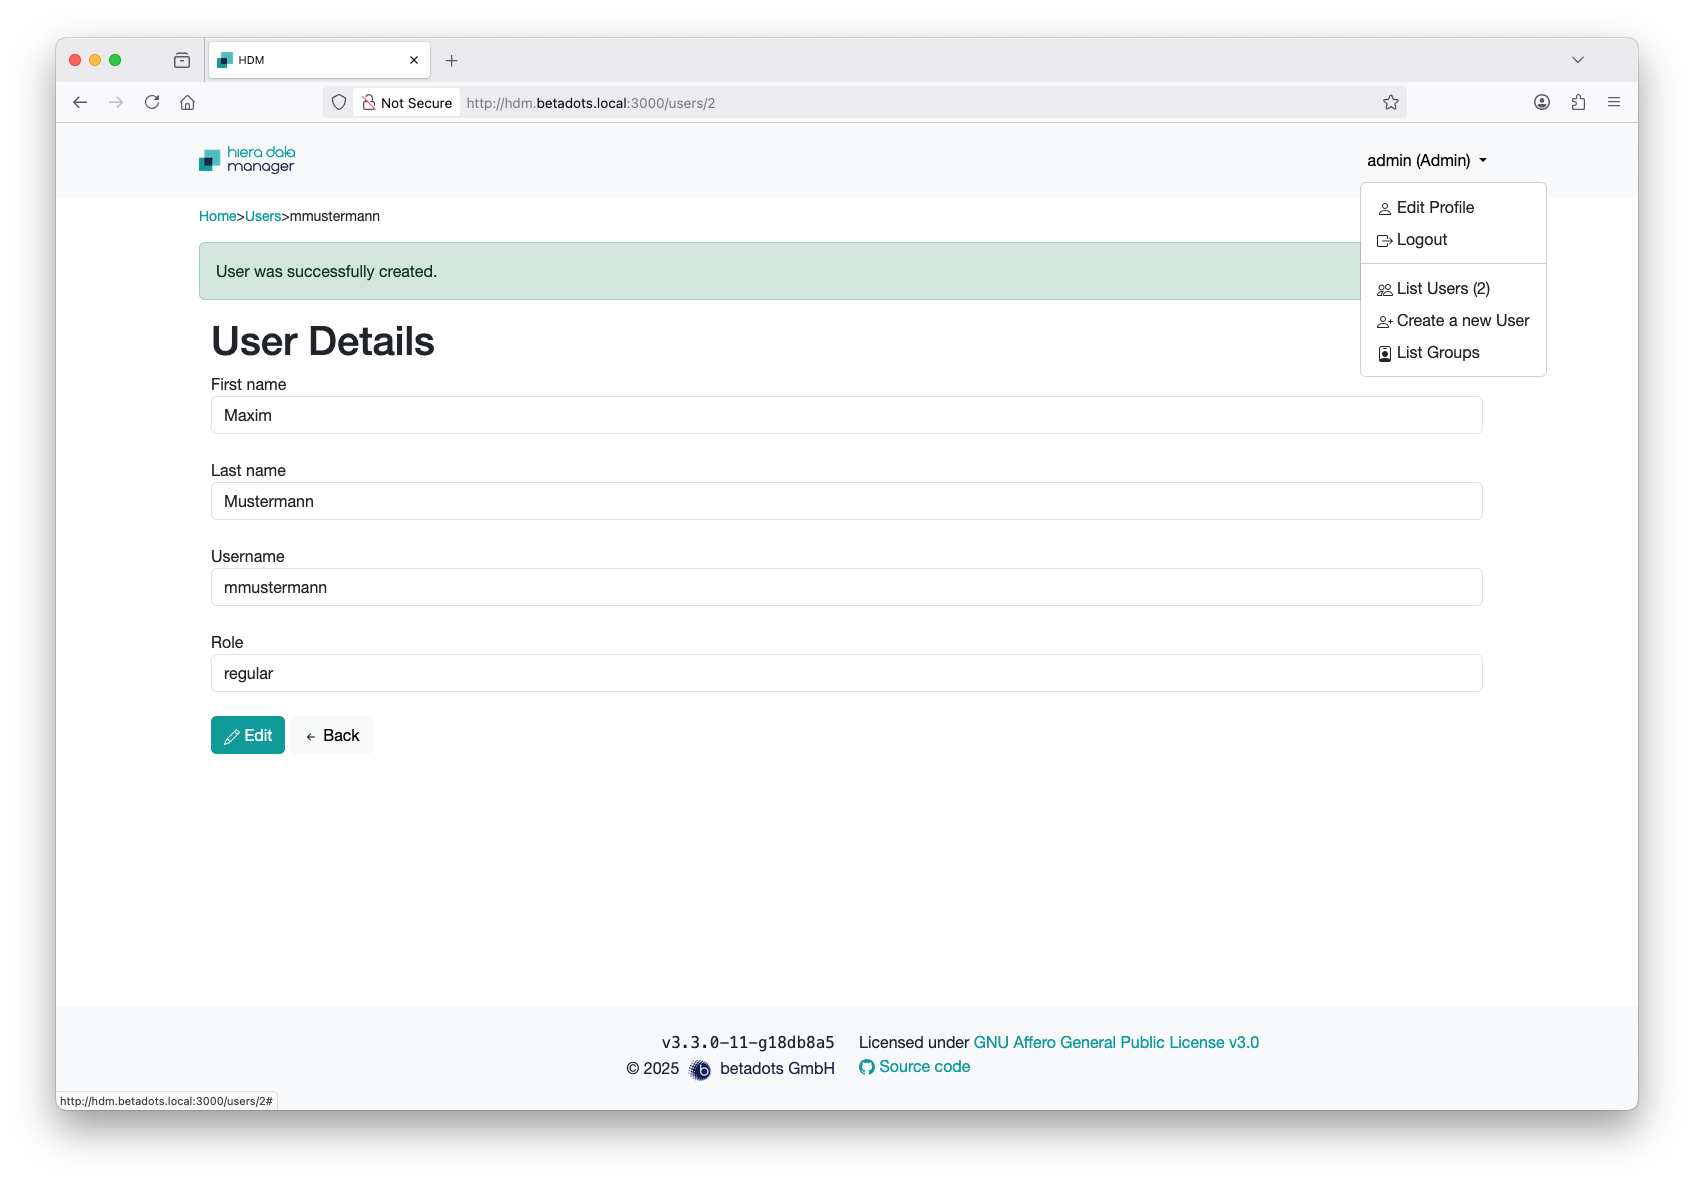 HDM
Not Secure http://hdm.betadots.local:3000/users/2
hiera data
manager
admin (Admin)
Edit Profile
Logout
List Users (2)
Create a new User
List Groups
Home>Users>mmustermann
User was successfully created.
User Details
First name
Maxim
Last name
Mustermann
Username
mmustermann
Role
regular
Edit
← Back
v3.3.0-11-g18db8a5
© 2025 b betadots GmbH
Licensed under GNU Affero General Public License v3.0
Source code
http://hdm.betadots.local:3000/users/2#